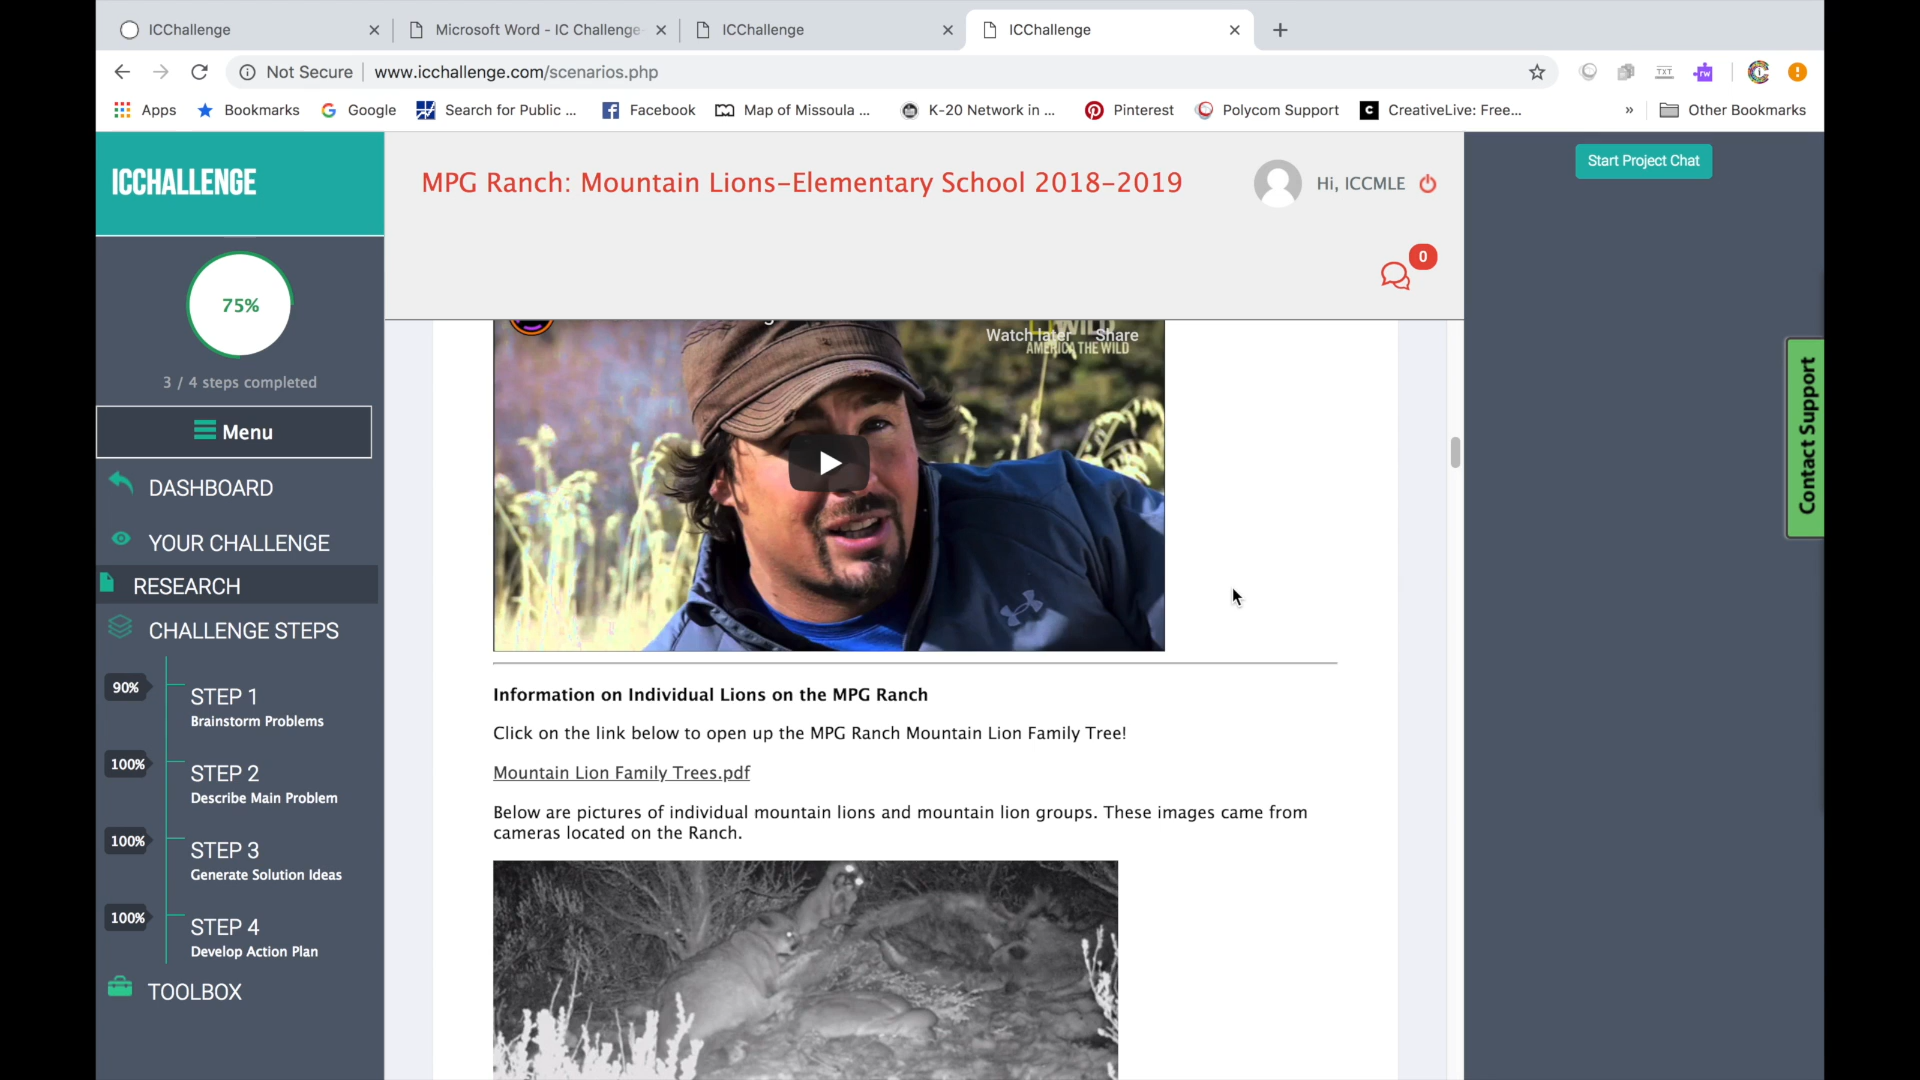 ICChallenge
Microsoft Word - IC Challenge-
ICChallenge
ICChallenge
Not Secure
www.icchallenge.com/scenarios.php
TXT
rw
Apps
Bookmarks
Google
Search for Public ...
Facebook
Map of Missoula ...
K-20 Network in ...
Pinterest
Polycom Support
CreativeLive: Free...
»
Other Bookmarks
ICCHALLENGE
MPG Ranch: Mountain Lions-Elementary School 2018-2019
Hi, ICCMLE
0
Start Project Chat
Contact Support
75%
3 / 4 steps completed
Menu
DASHBOARD
YOUR CHALLENGE
RESEARCH
CHALLENGE STEPS
90%
STEP 1
Brainstorm Problems
100%
STEP 2
Describe Main Problem
100%
STEP 3
Generate Solution Ideas
100%
STEP 4
Develop Action Plan
TOOLBOX
Watch later
Share
WILD
AMERICA THE WILD
Information on Individual Lions on the MPG Ranch
Click on the link below to open up the MPG Ranch Mountain Lion Family Tree!
Mountain Lion Family Trees.pdf
Below are pictures of individual mountain lions and mountain lion groups. These images came from
cameras located on the Ranch.